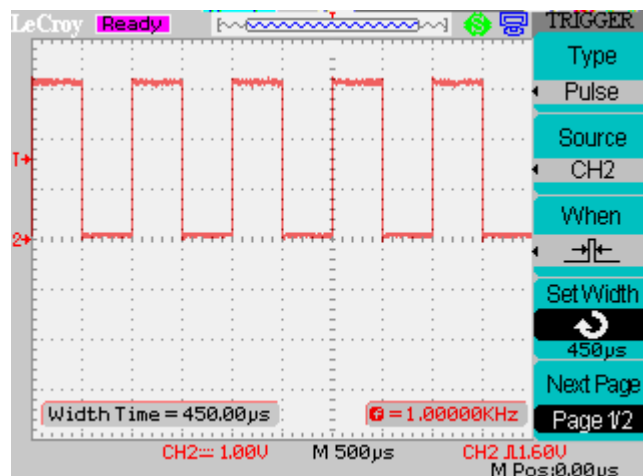 LeCroy Ready TRIGGER
Type
Pulse
Source
CH2
When
Set Width
450µs
Next Page
Page 1/2
T
2
Width Time = 450.00µs f = 1.00000KHz
CH2 1.00V M 500µs CH2 1.60V
M Pos:0.00µs